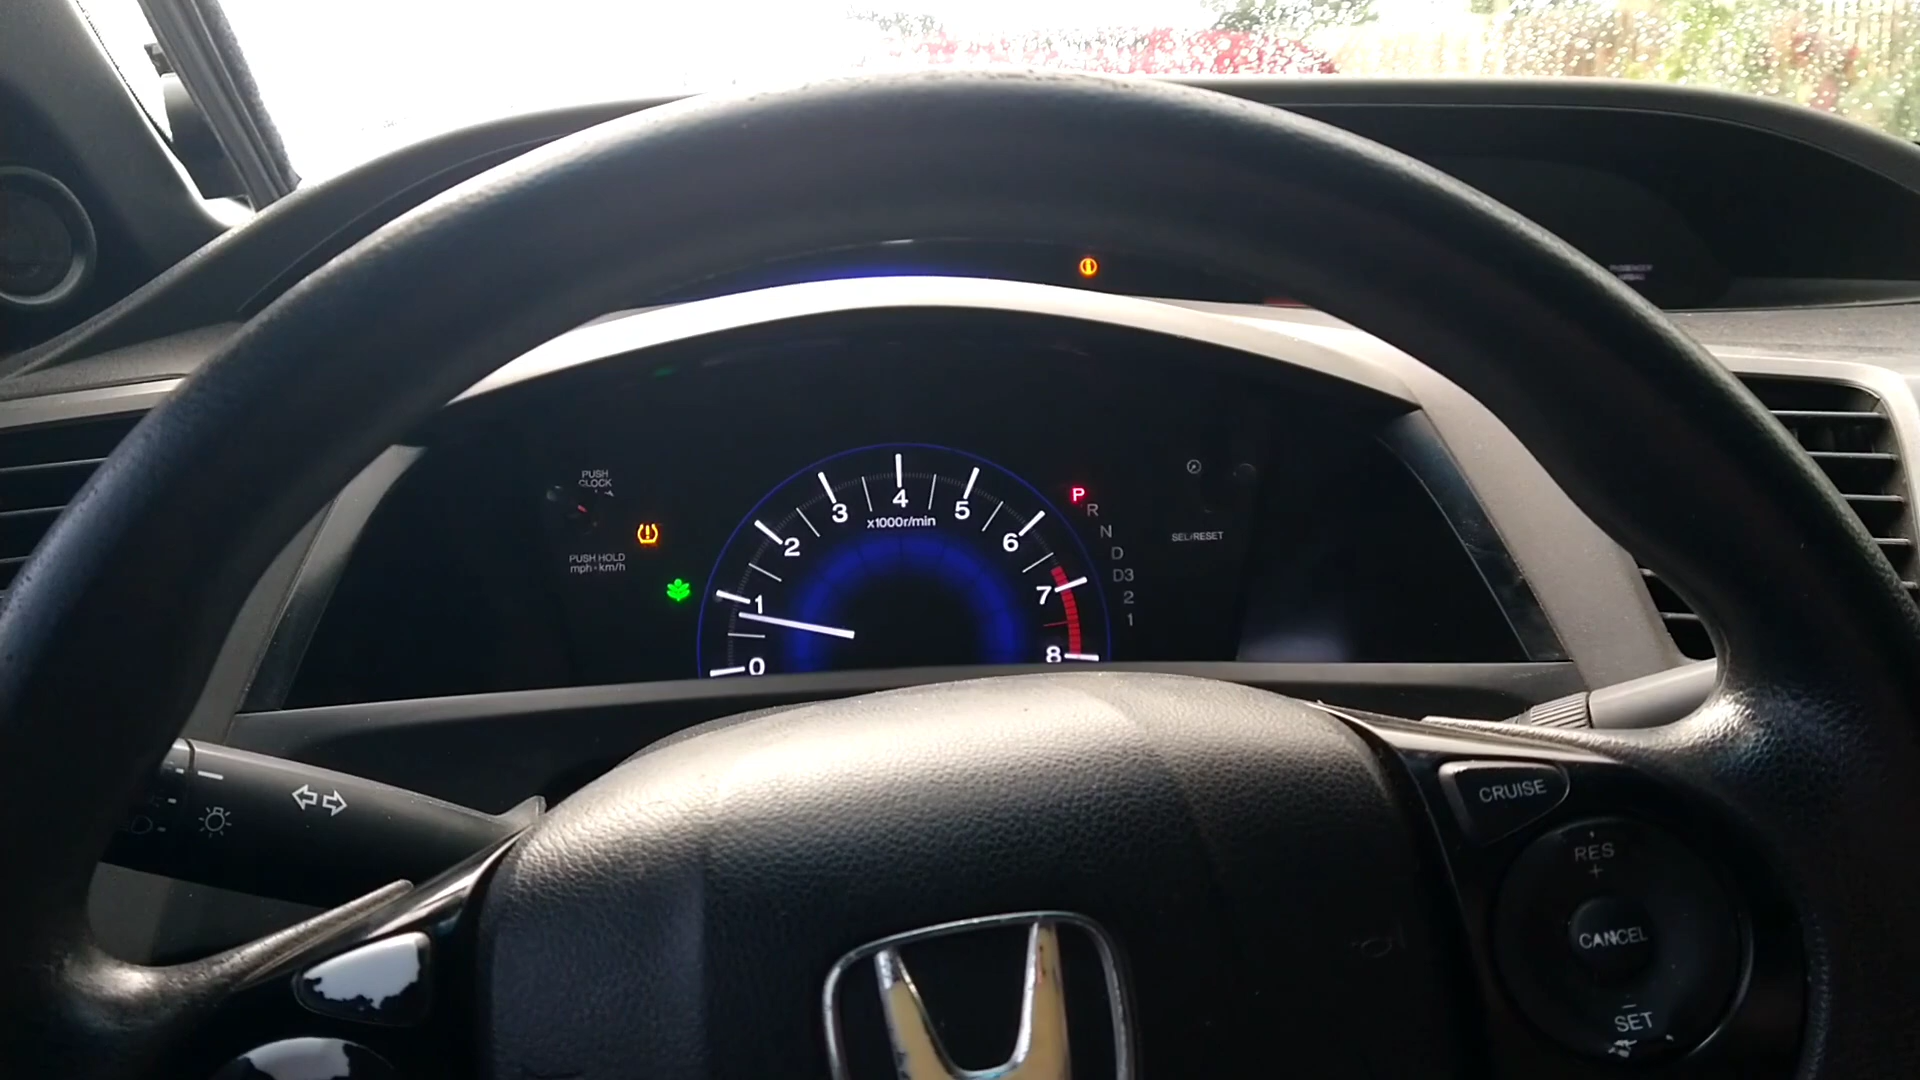 PUSH
CLOCK
PUSH HOLD
mph•km/h
0
1
2
3
4
5
6
7
8
x1000r/min
P
R
N
D
D3
2
1
SEL/RESET
CRUISE
RES
+
CANCEL
−
SET